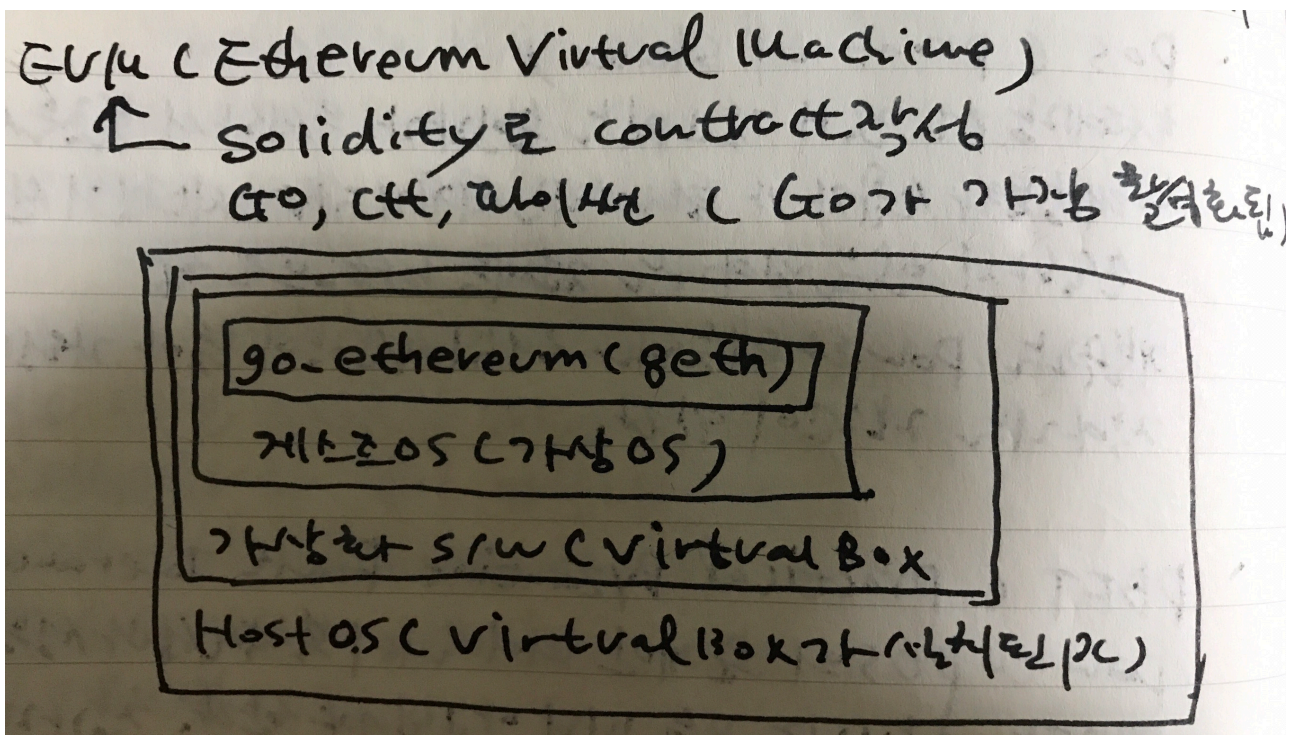 EVM (Ethereum Virtual Machine)
solidity로 contract작성
Go, C++, 파이썬 (Go가 가장 활성화됨)
go-ethereum (geth)
게스트OS (가상OS)
가상화 S/W (Virtual Box
Host OS (Virtual Box가 설치된 PC)